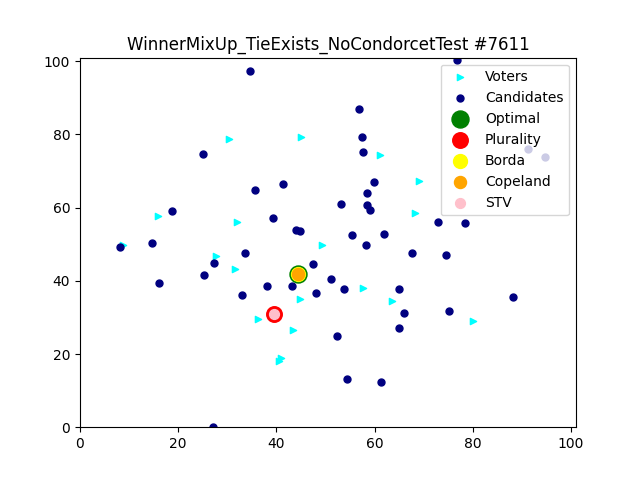 WinnerMixUp_TieExists_NoCondorcetTest #7611
100
80
60
40
20
0
0
20
40
60
80
100
Voters
Candidates
Optimal
Plurality
Borda
Copeland
STV